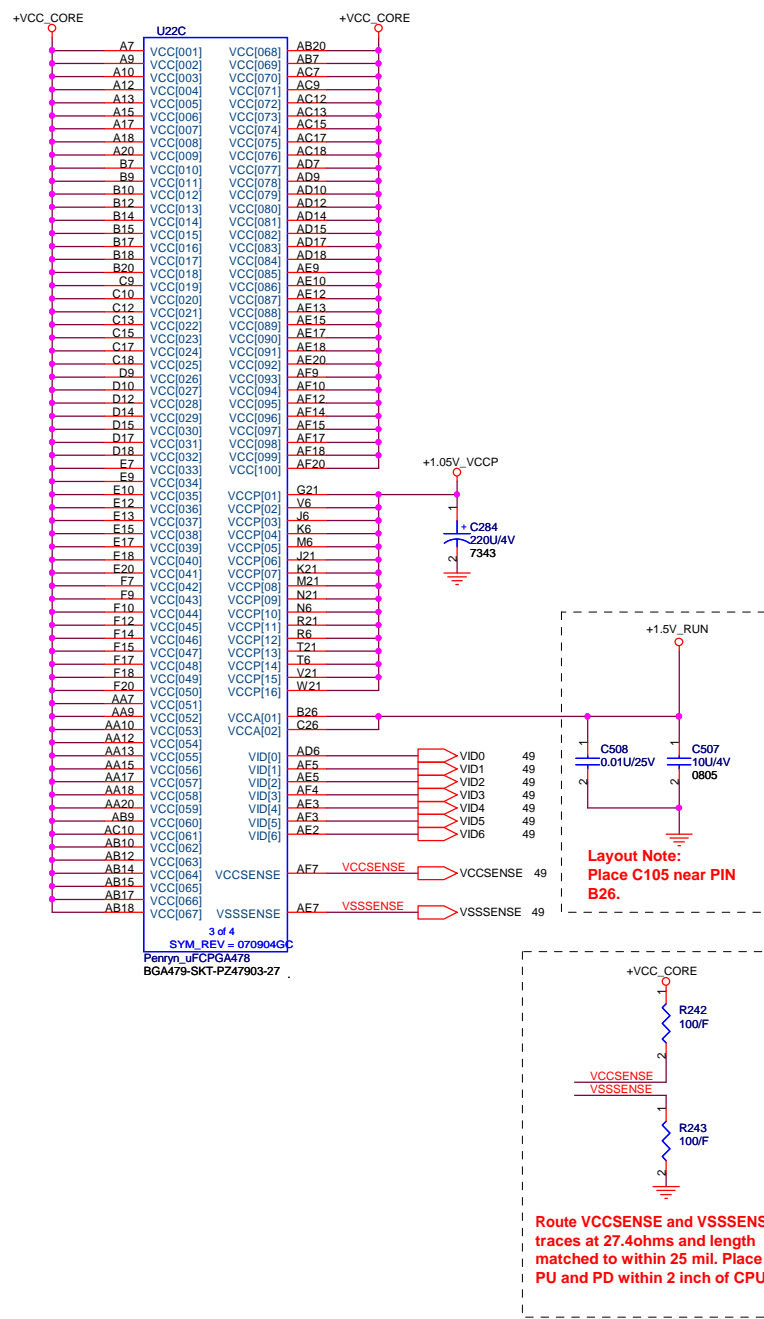 +VCC_CORE
+VCC_CORE
U22C
A7 VCC[001] VCC[068] AB20
A9 VCC[002] VCC[069] AB7
A10 VCC[003] VCC[070] AC7
A12 VCC[004] VCC[071] AC9
A13 VCC[005] VCC[072] AC12
A15 VCC[006] VCC[073] AC13
A17 VCC[007] VCC[074] AC15
A18 VCC[008] VCC[075] AC17
A20 VCC[009] VCC[076] AC18
B7 VCC[010] VCC[077] AD7
B9 VCC[011] VCC[078] AD9
B10 VCC[012] VCC[079] AD10
B12 VCC[013] VCC[080] AD12
B14 VCC[014] VCC[081] AD14
B15 VCC[015] VCC[082] AD15
B17 VCC[016] VCC[083] AD17
B18 VCC[017] VCC[084] AD18
B20 VCC[018] VCC[085] AE9
C9 VCC[019] VCC[086] AE10
C10 VCC[020] VCC[087] AE12
C12 VCC[021] VCC[088] AE13
C13 VCC[022] VCC[089] AE15
C15 VCC[023] VCC[090] AE17
C17 VCC[024] VCC[091] AE18
C18 VCC[025] VCC[092] AE20
D9 VCC[026] VCC[093] AF9
D10 VCC[027] VCC[094] AF10
D12 VCC[028] VCC[095] AF12
D14 VCC[029] VCC[096] AF14
D15 VCC[030] VCC[097] AF15
D17 VCC[031] VCC[098] AF17
D18 VCC[032] VCC[099] AF18
E7 VCC[033] VCC[100] AF20
E9 VCC[034]
E10 VCC[035] VCCP[01] G21
E12 VCC[036] VCCP[02] V6
E13 VCC[037] VCCP[03] J6
E15 VCC[038] VCCP[04] K6
E17 VCC[039] VCCP[05] M6
E18 VCC[040] VCCP[06] J21
E20 VCC[041] VCCP[07] K21
F7 VCC[042] VCCP[08] M21
F9 VCC[043] VCCP[09] N21
F10 VCC[044] VCCP[10] N6
F12 VCC[045] VCCP[11] R21
F14 VCC[046] VCCP[12] R6
F15 VCC[047] VCCP[13] T21
F17 VCC[048] VCCP[14] T6
F18 VCC[049] VCCP[15] V21
F20 VCC[050] VCCP[16] W21
AA7 VCC[051]
AA9 VCC[052] VCCA[01] B26
AA10 VCC[053] VCCA[02] C26
AA12 VCC[054]
AA13 VCC[055] VID[0] AD6 VID0 49
AA15 VCC[056] VID[1] AF5 VID1 49
AA17 VCC[057] VID[2] AE5 VID2 49
AA18 VCC[058] VID[3] AF4 VID3 49
AA20 VCC[059] VID[4] AE3 VID4 49
AB9 VCC[060] VID[5] AF3 VID5 49
AC10 VCC[061] VID[6] AE2 VID6 49
AB10 VCC[062]
AB12 VCC[063]
AB14 VCC[064] VCCSENSE AF7 VCCSENSE VCCSENSE 49
AB15 VCC[065]
AB17 VCC[066]
AB18 VCC[067] VSSSENSE AE7 VSSSENSE VSSSENSE 49
3 of 4
SYM_REV = 070904GC
Penryn_uFCPGA478
BGA479-SKT-PZ47903-27
.
+1.05V_VCCP
1
+ C284
220U/4V
7343
2
+1.5V_RUN
1
C508
0.01U/25V
2
1
C507
10U/4V
0805
2
Layout Note:
Place C105 near PIN
B26.
+VCC_CORE
1
R242
100/F
2
VCCSENSE
VSSSENSE
1
R243
100/F
2
Route VCCSENSE and VSSSENS
traces at 27.4ohms and length
matched to within 25 mil. Place
PU and PD within 2 inch of CPU